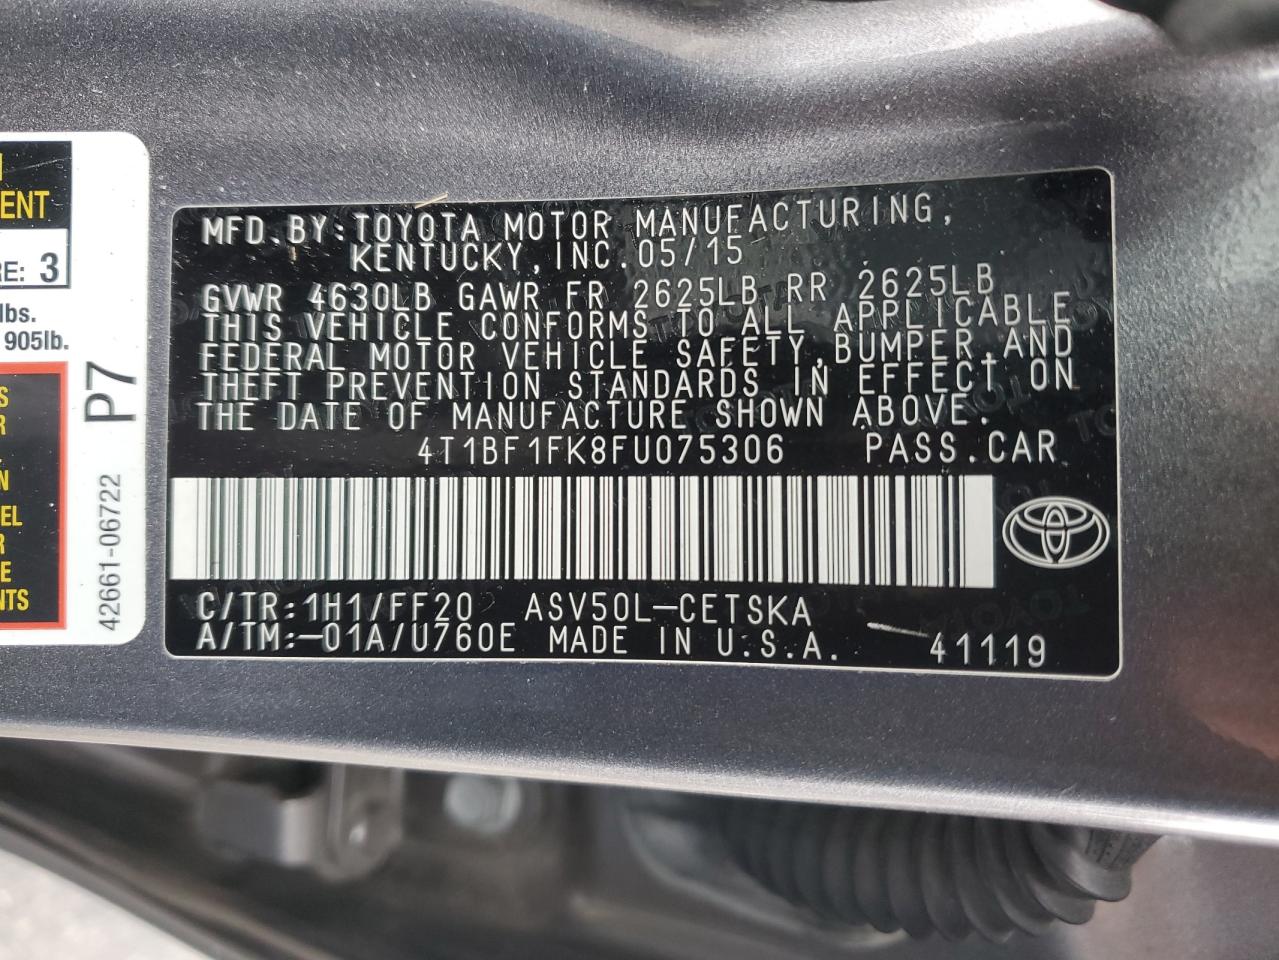 ENT
RE: 3
lbs.
905lb.
S
R
N
EL
R
E
NTS
P7
42661-06722
MFD.BY:TOYOTA MOTOR MANUFACTURING,
KENTUCKY,INC.05/15
GVWR 4630LB GAWR FR 2625LB RR 2625LB
THIS VEHICLE CONFORMS TO ALL APPLICABLE
FEDERAL MOTOR VEHICLE SAFETY,BUMPER,AND
THEFT PREVENTION STANDARDS IN EFFECT ON
THE DATE OF MANUFACTURE SHOWN ABOVE.
4T1BF1FK8FU075306 PASS.CAR
C/TR:1H1/FF20 ASV50L-CETSKA
A/TM:-01A/U760E MADE IN U.S.A. 41119